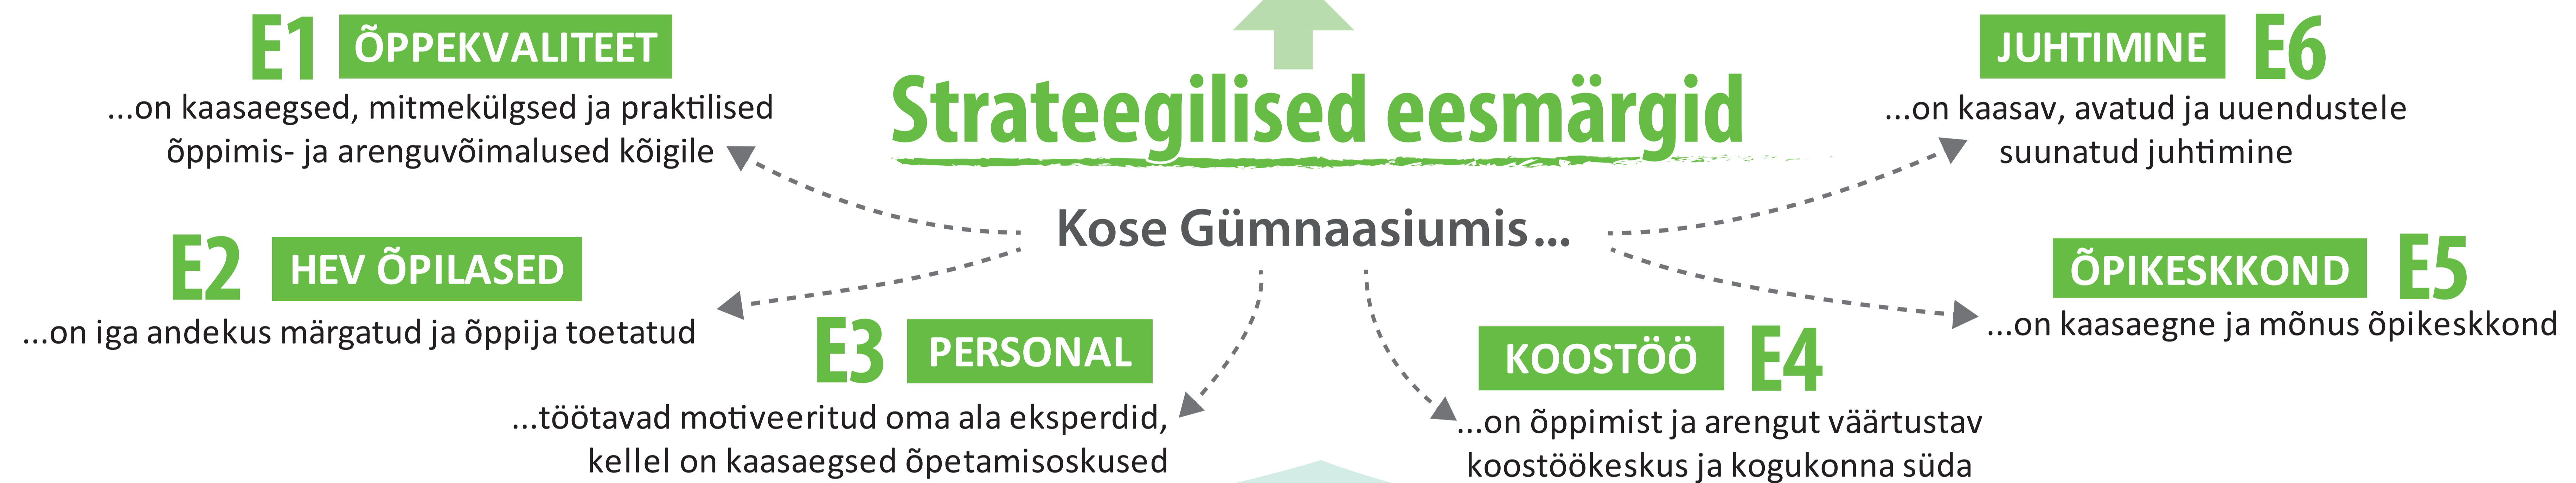 Strateegilised eesmärgid
Kose Gümnaasiumis...
E1 ÕPPEKVALITEET
...on kaasaegsed, mitmekülgsed ja praktilised
õppimis- ja arenguvõimalused kõigile
E2 HEV ÕPILASED
...on iga andekus märgatud ja õppija toetatud
E3 PERSONAL
...töötavad motiveeritud oma ala eksperdid,
kellel on kaasaegsed õpetamisoskused
KOOSTÖÖ E4
...on õppimist ja arengut väärtustav
koostöökeskus ja kogukonna süda
ÕPIKESKKOND E5
...on kaasaegne ja mõnus õpikeskkond
JUHTIMINE E6
...on kaasav, avatud ja uuendustele
suunatud juhtimine